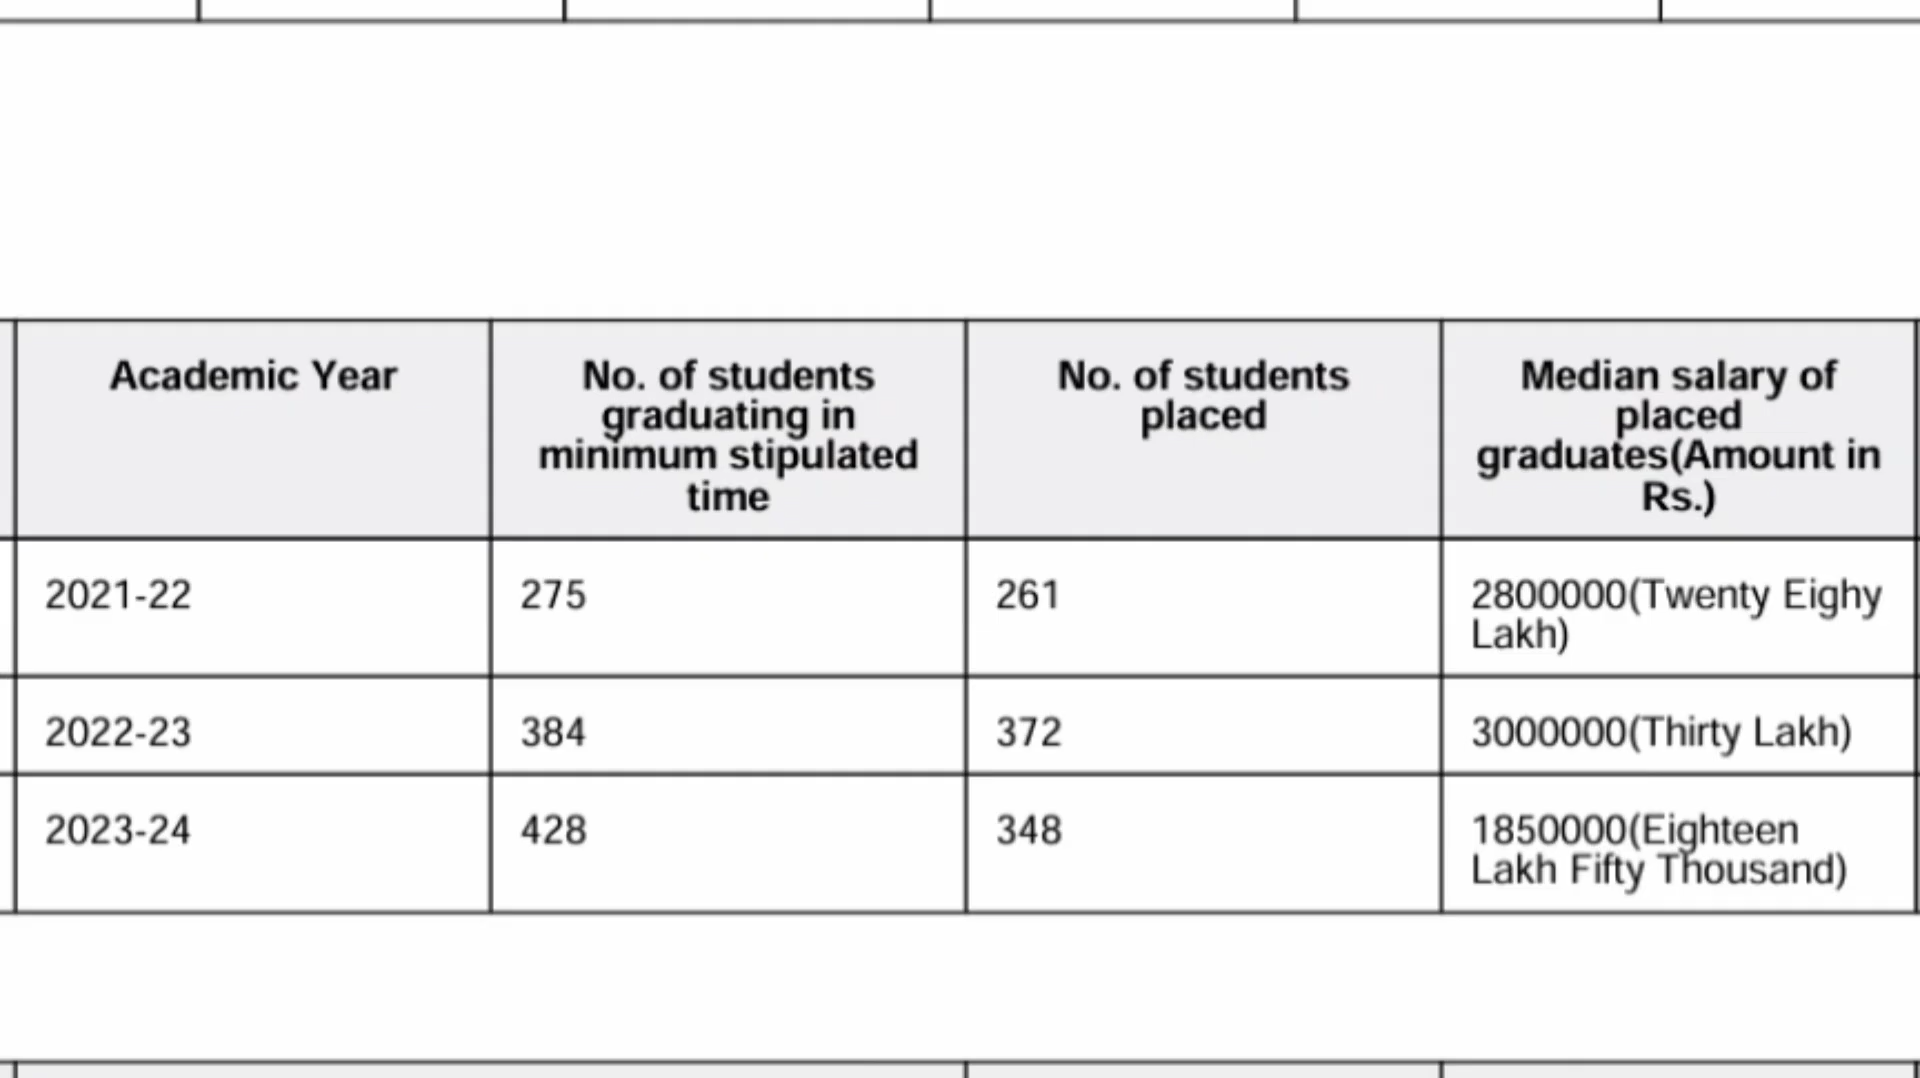 Academic Year
No. of students
graduating in
minimum stipulated
time
No. of students
placed
Median salary of
placed
graduates(Amount in
Rs.)
2021-22
275
261
2800000(Twenty Eighy
Lakh)
2022-23
384
372
3000000(Thirty Lakh)
2023-24
428
348
1850000(Eighteen
Lakh Fifty Thousand)